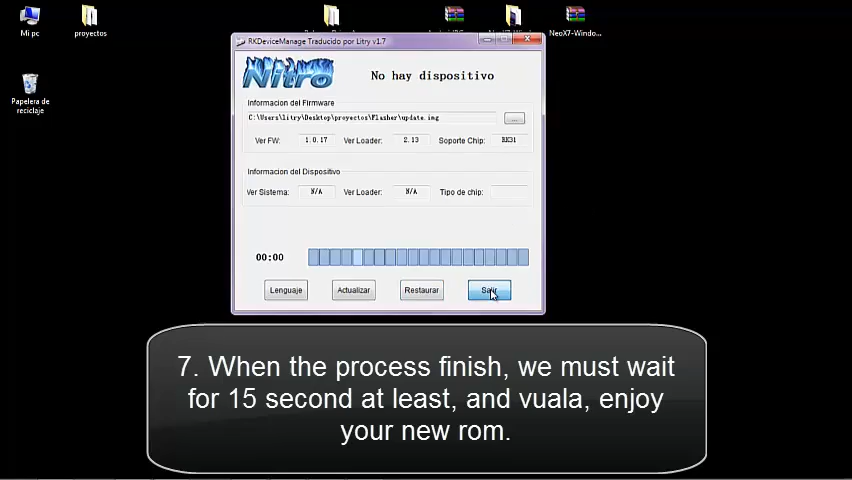 Mi pc
proyectos
NeoX7-Windo...
Papelera de
reciclaje
RKDeviceManage Traducido por Litry v1.7
Nitro
No hay dispositivo
Informacion del Firmware
C:\Users\litry\Desktop\proyectos\Flasher\update.img
...
Ver FW: 1.0.17 Ver Loader: 2.13 Soporte Chip: RK31
Informacion del Dispositivo
Ver Sistema: N/A Ver Loader: N/A Tipo de chip:
00:00
Lenguaje Actualizar Restaurar Salir
7. When the process finish, we must wait
for 15 second at least, and vuala, enjoy
your new rom.